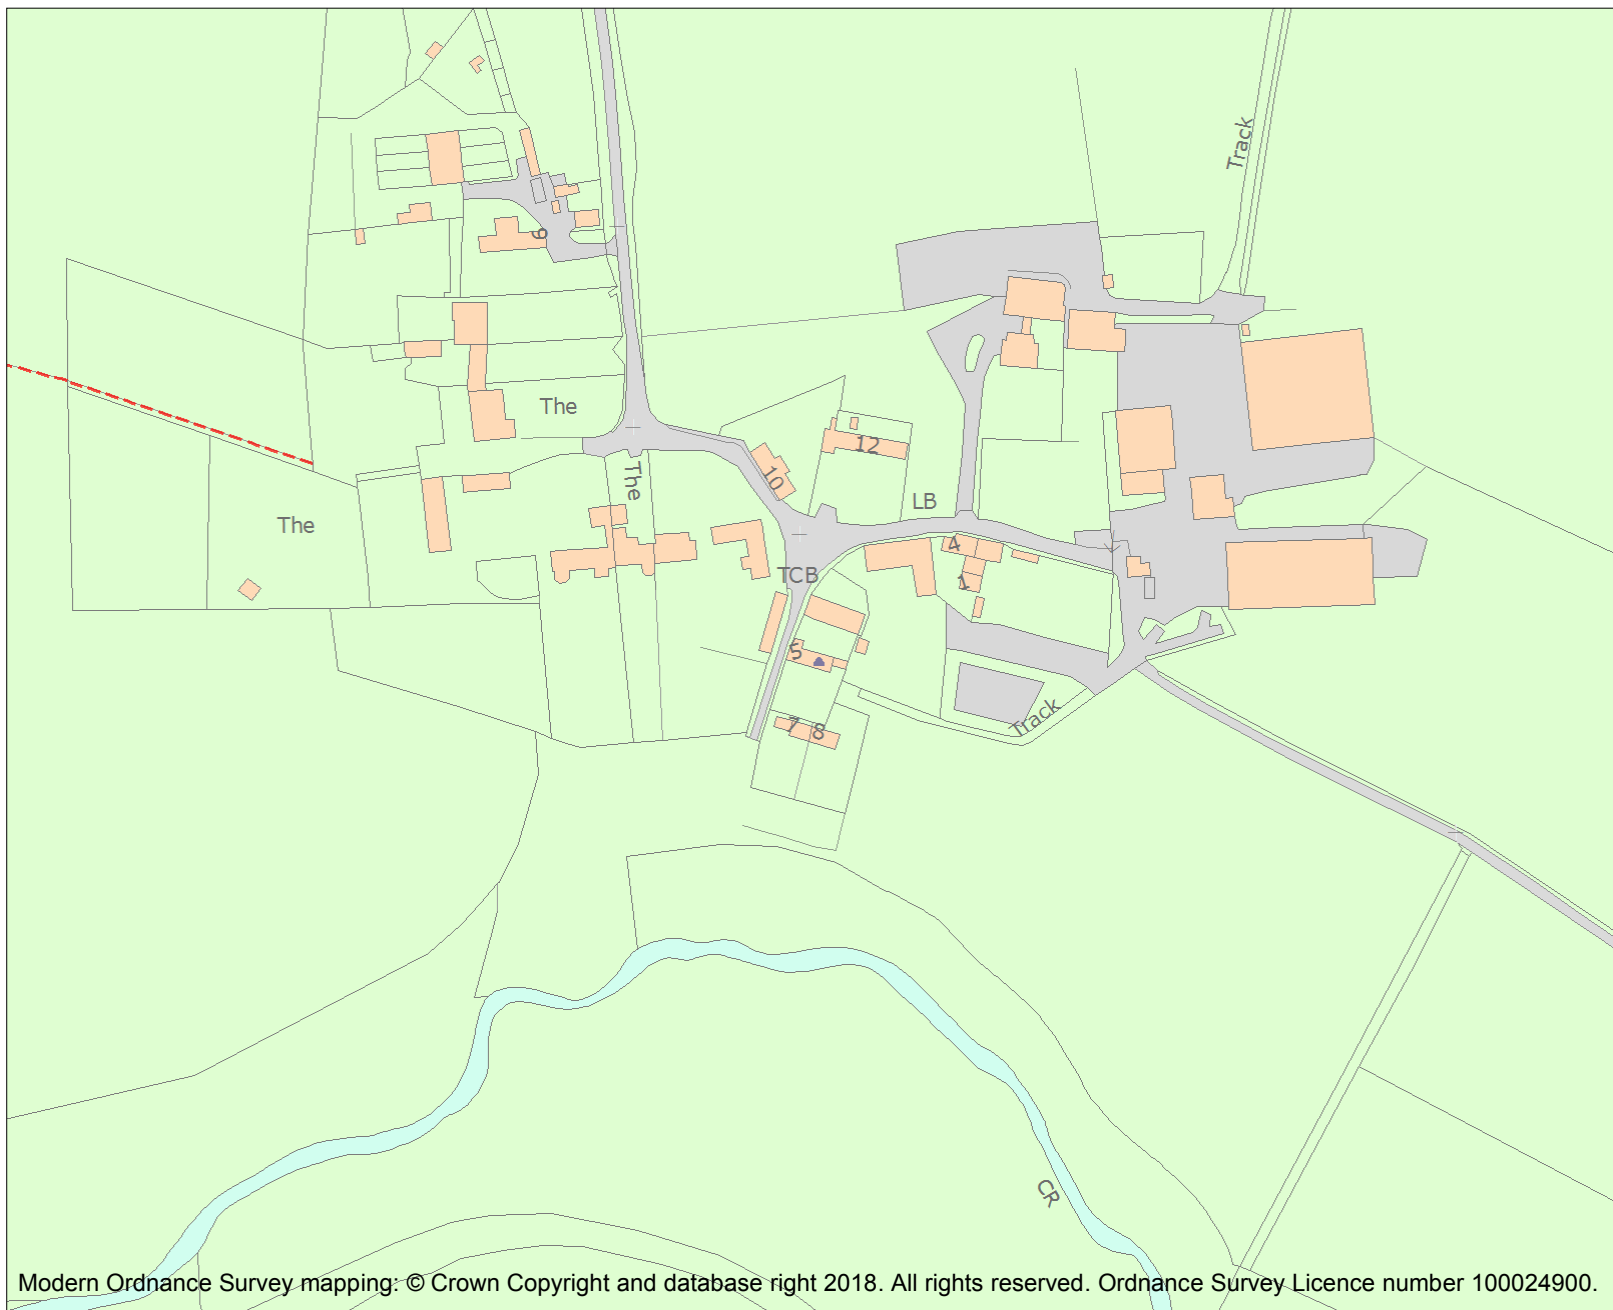 Track
9
The
12
The
10
LB
The
4
TCB
1
5
7
8
Track
CR
Modern Ordnance Survey mapping: © Crown Copyright and database right 2018. All rights reserved. Ordnance Survey Licence number 100024900.